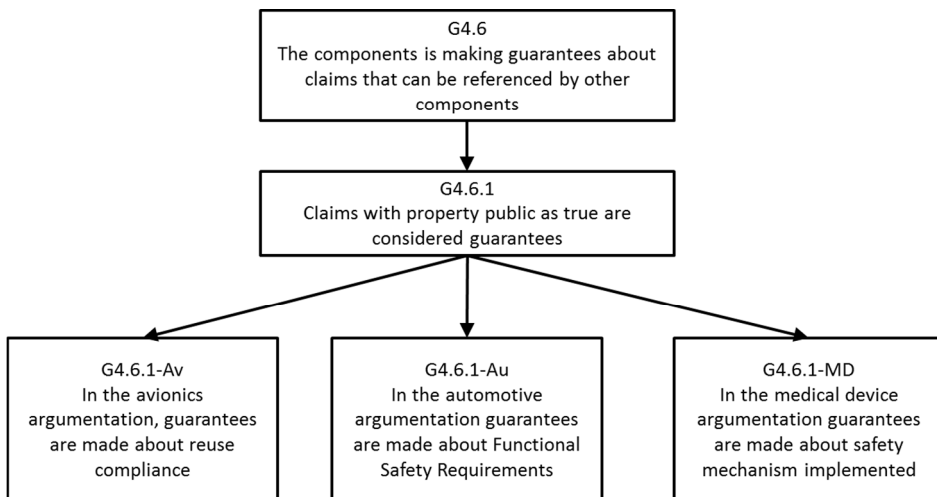 G4.6
The components is making guarantees about
claims that can be referenced by other
components
G4.6.1
Claims with property public as true are
considered guarantees
G4.6.1-Av
In the avionics
argumentation, guarantees
are made about reuse
compliance
G4.6.1-Au
In the automotive
argumentation guarantees
are made about Functional
Safety Requirements
G4.6.1-MD
In the medical device
argumentation guarantees
are made about safety
mechanism implemented